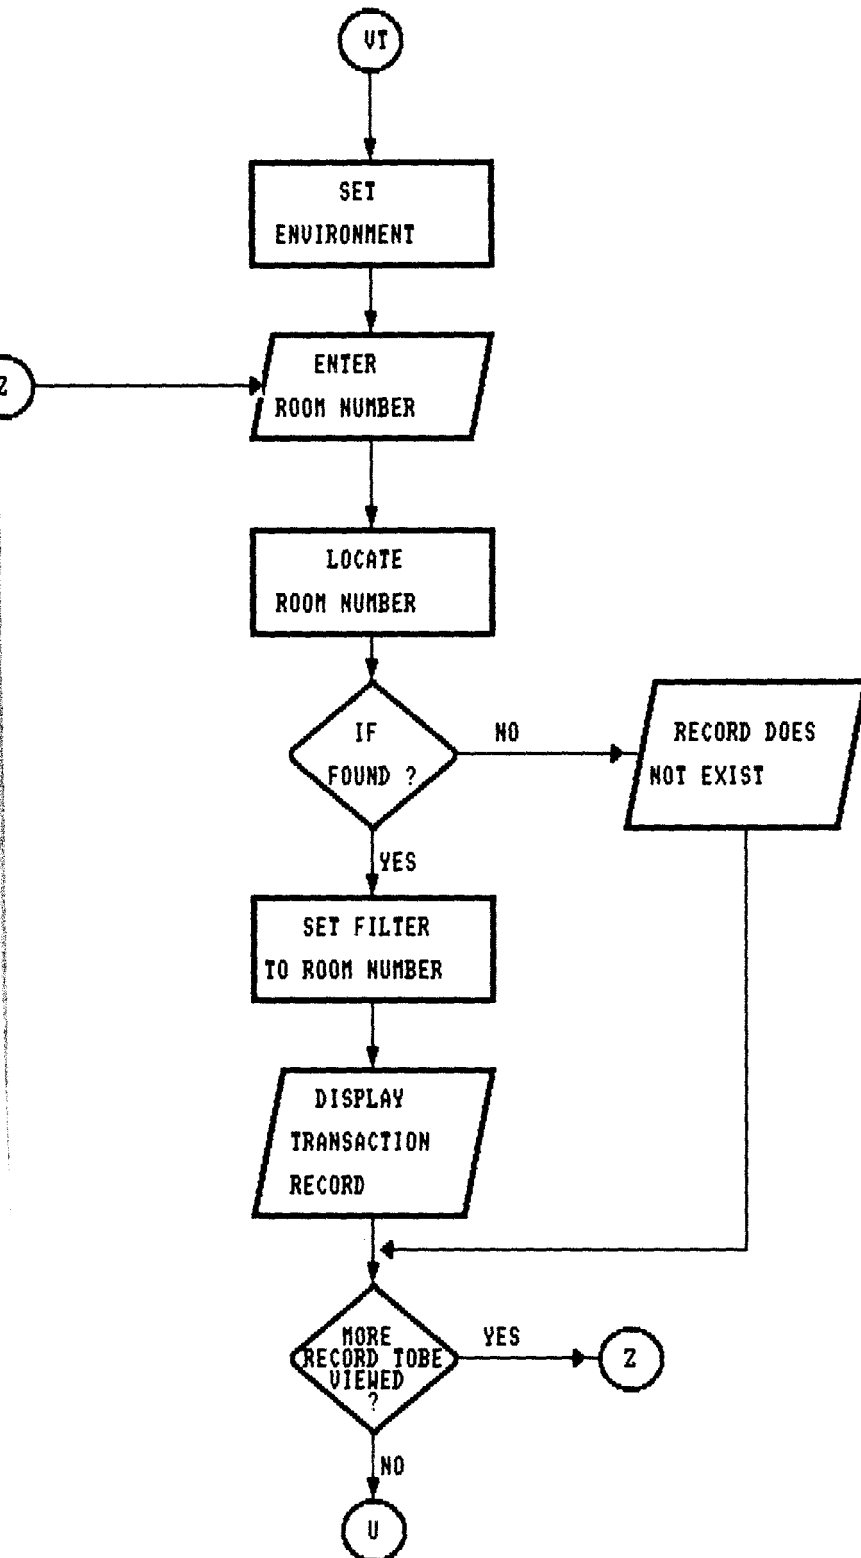 VT
SET
ENVIRONMENT
ENTER
ROOM NUMBER
Z
LOCATE
ROOM NUMBER
IF
FOUND ?
NO
RECORD DOES
NOT EXIST
YES
SET FILTER
TO ROOM NUMBER
DISPLAY
TRANSACTION
RECORD
MORE
RECORD TOBE
VIEWED
?
YES
Z
NO
U